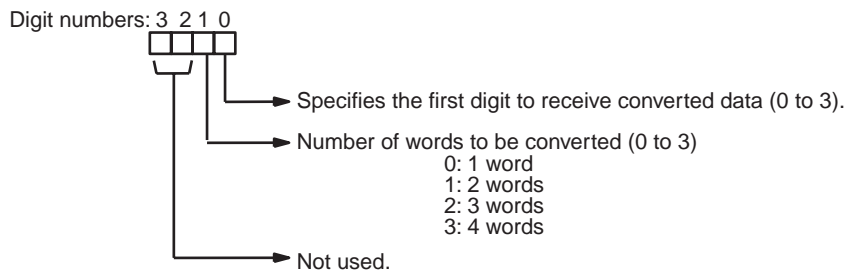 Digit numbers: 3 2 1 0
Specifies the first digit to receive converted data (0 to 3).
Number of words to be converted (0 to 3)
0: 1 word
1: 2 words
2: 3 words
3: 4 words
Not used.